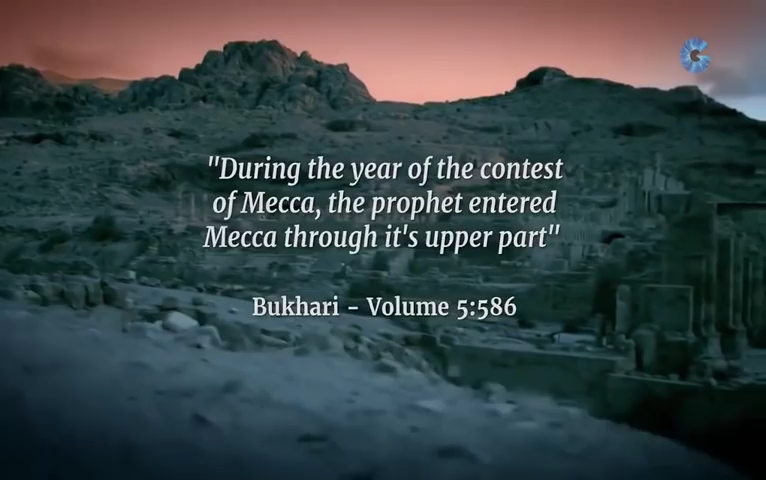 "During the year of the contest
of Mecca, the prophet entered
Mecca through it's upper part"
Bukhari – Volume 5:586